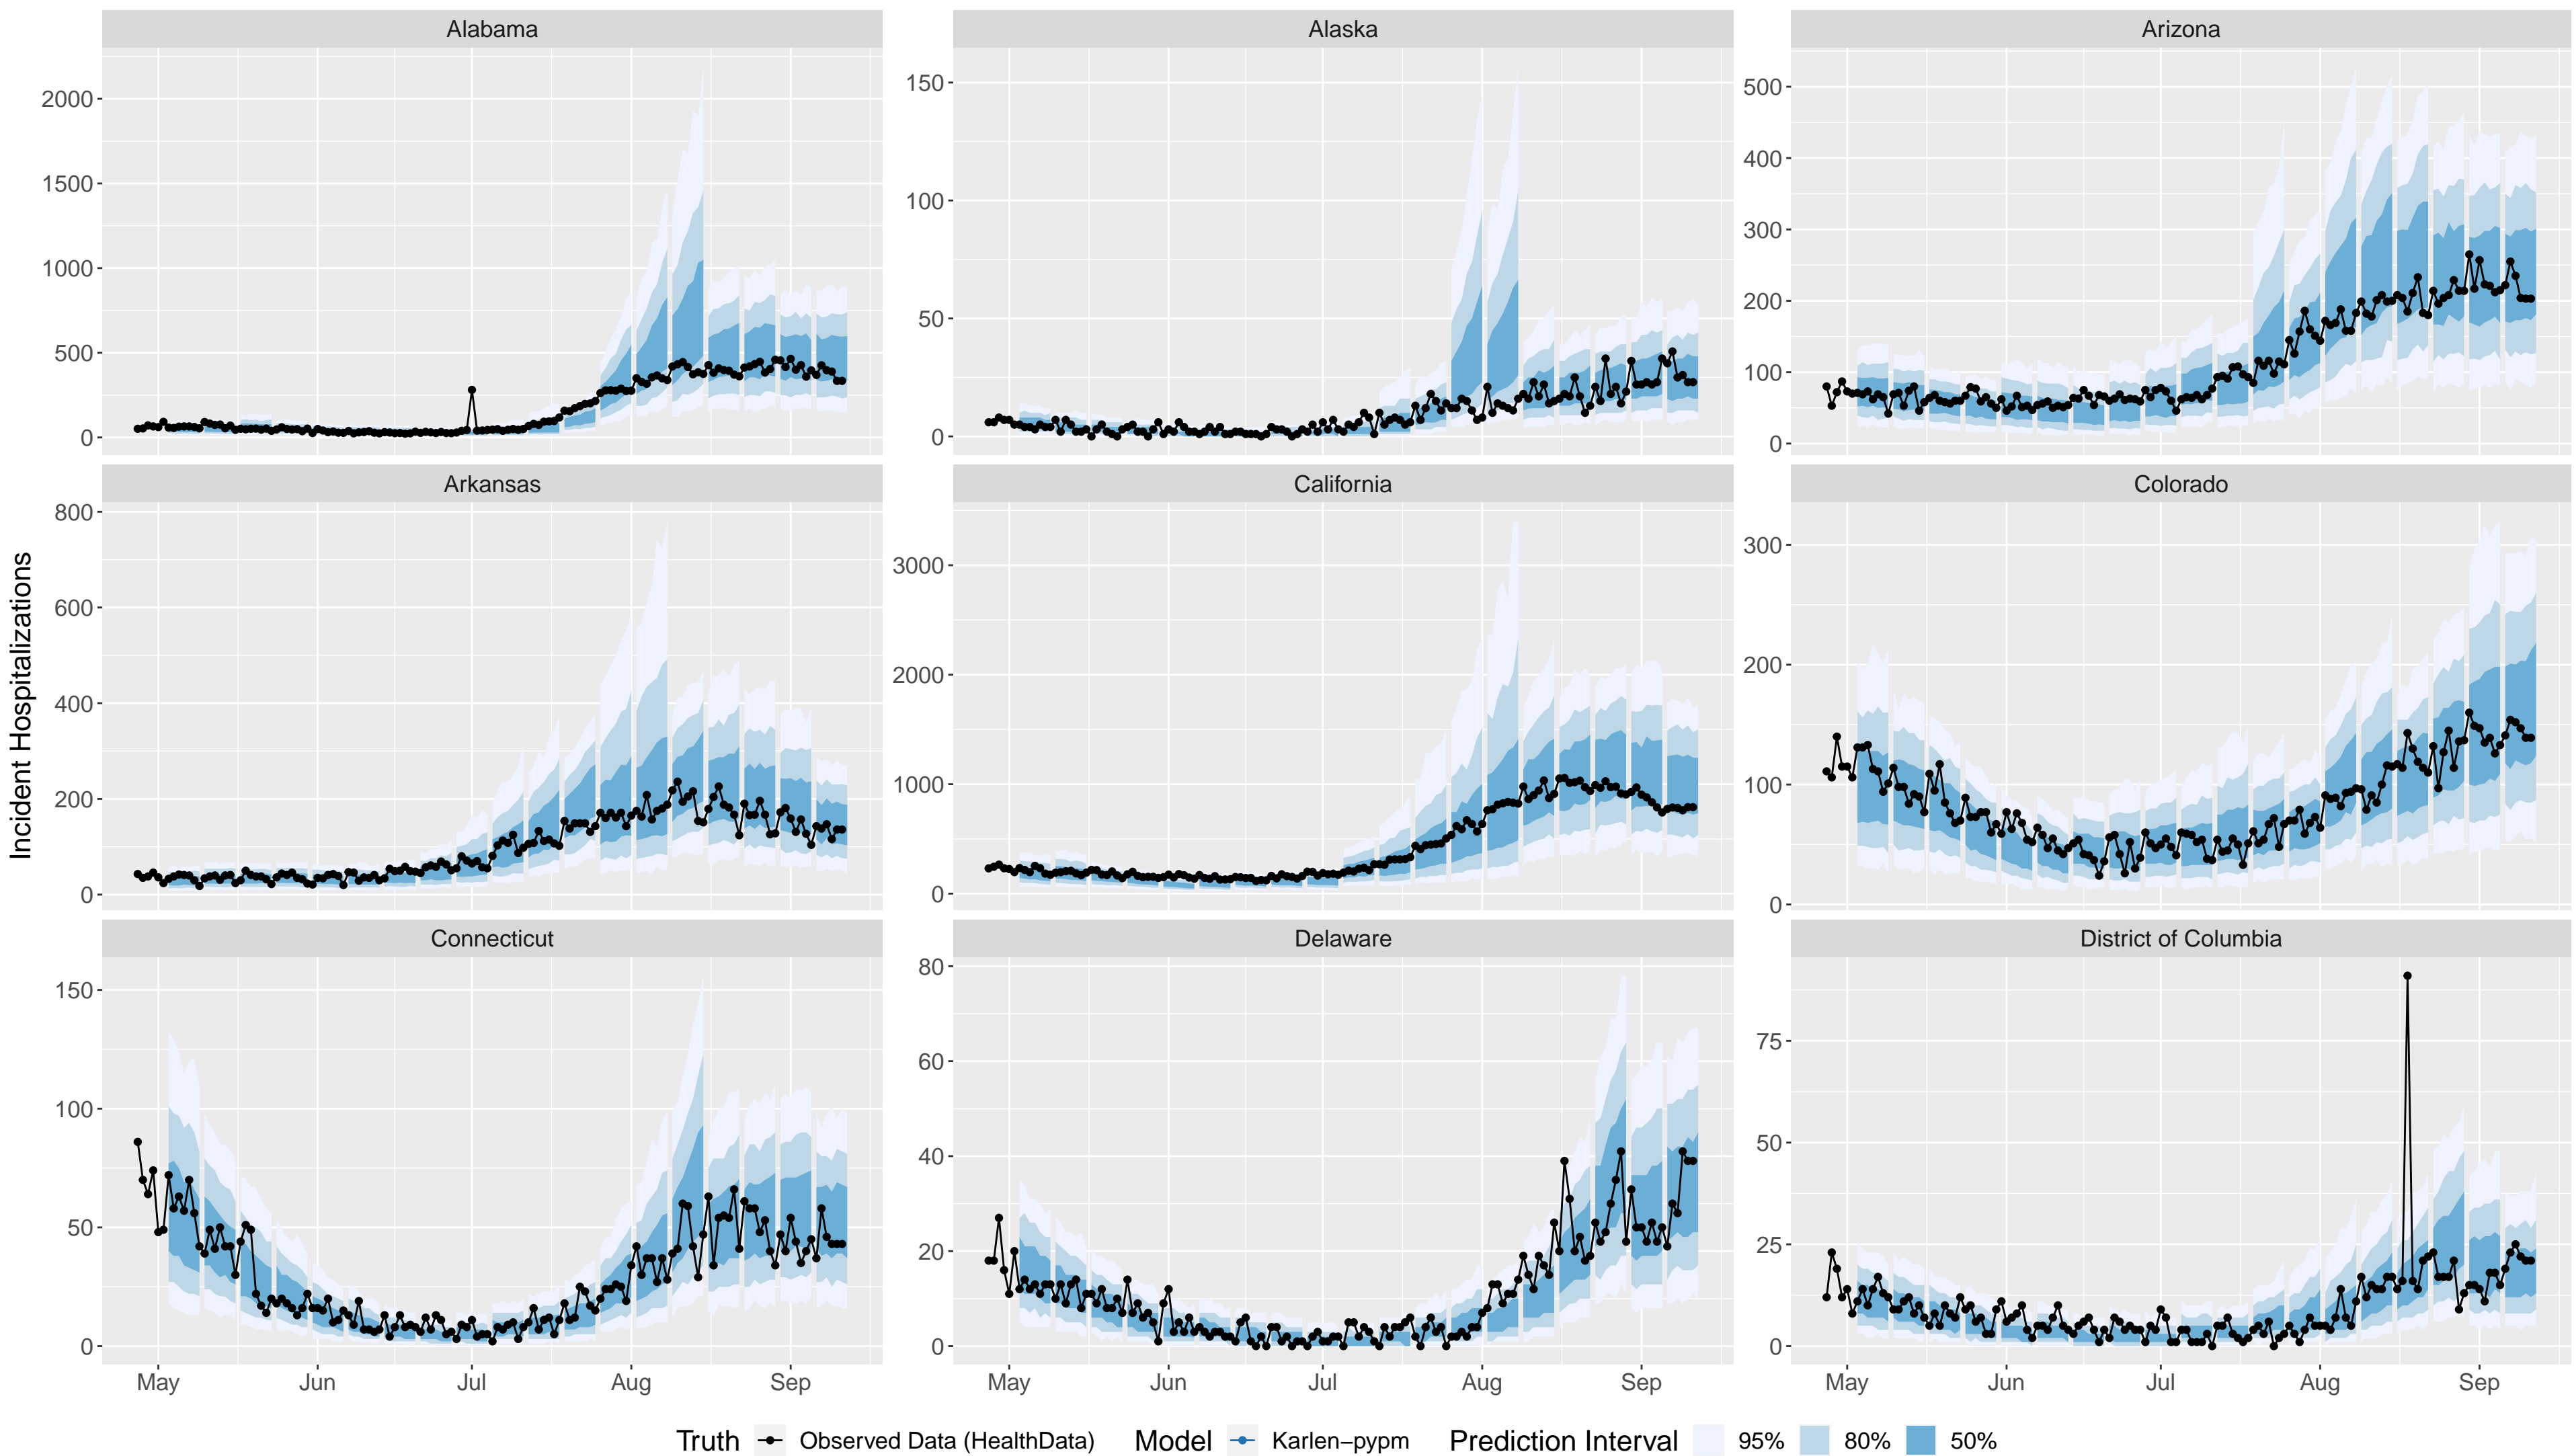 Alabama
Alaska
Arizona
2000
1500
1000
500
0
150
100
50
0
500
400
300
200
100
0
Arkansas
California
Colorado
800
600
400
200
0
3000
2000
1000
0
300
200
100
0
Incident Hospitalizations
Connecticut
Delaware
District of Columbia
150
100
50
0
80
60
40
20
0
75
50
25
0
May Jun Jul Aug Sep
May Jun Jul Aug Sep
May Jun Jul Aug Sep
Truth Observed Data (HealthData) Model Karlen−pypm Prediction Interval 95% 80% 50%